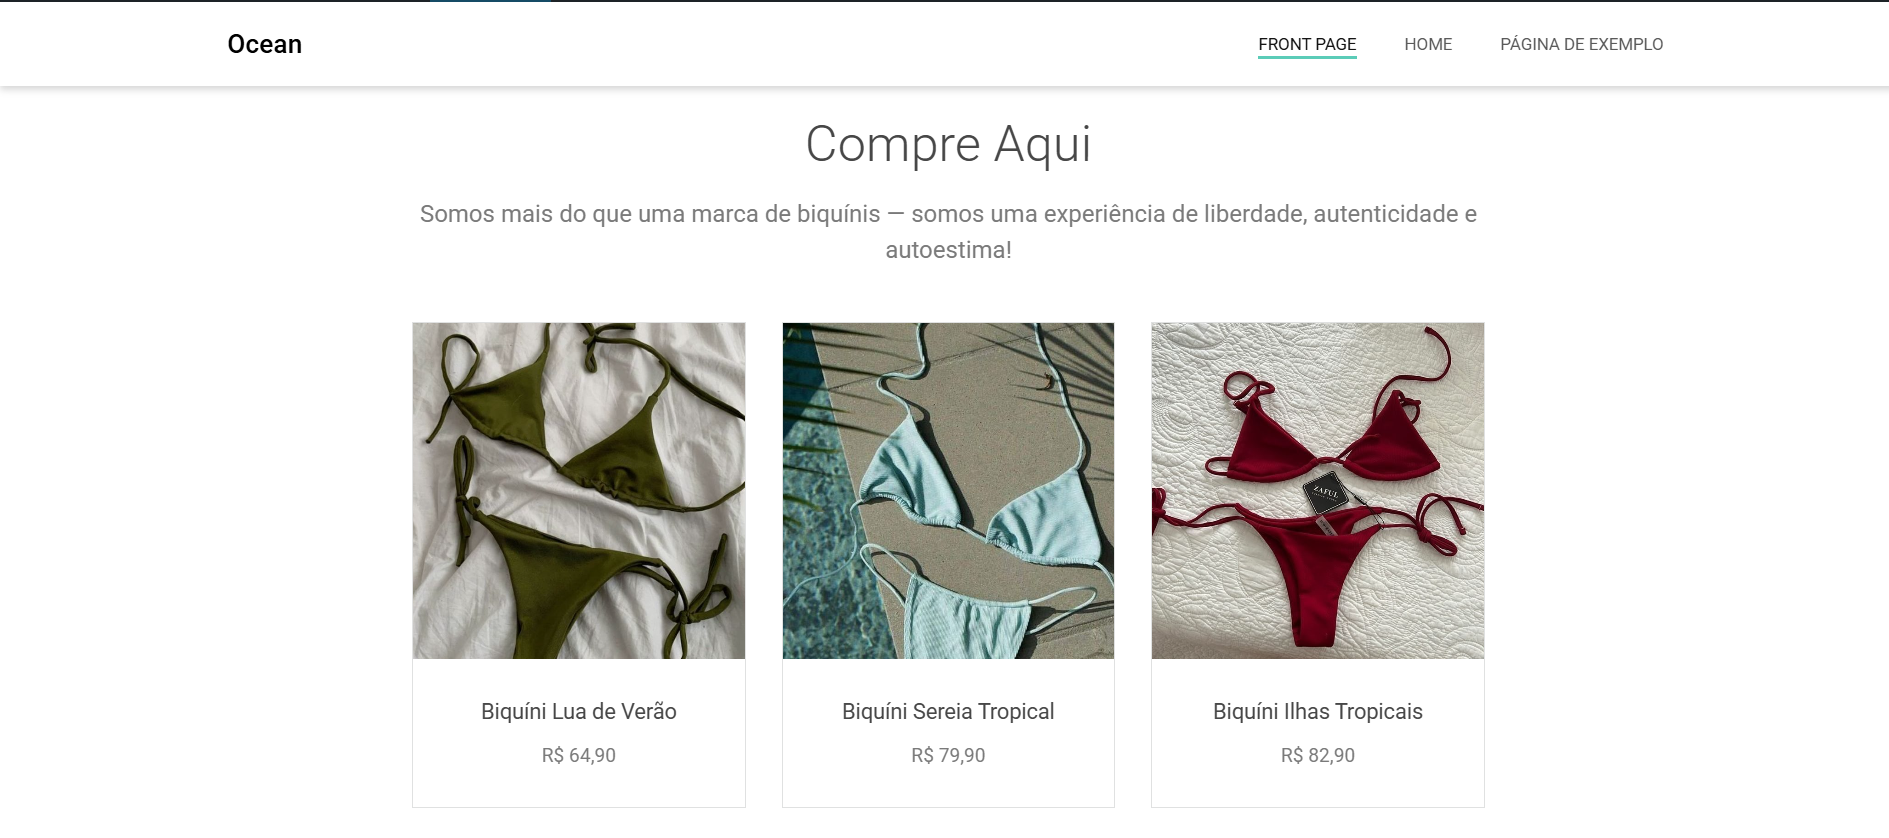 Ocean
FRONT PAGE
HOME
PÁGINA DE EXEMPLO
Compre Aqui
Somos mais do que uma marca de biquínis — somos uma experiência de liberdade, autenticidade e
autoestima!
ZAFUL
Biquíni Lua de Verão
Biquíni Sereia Tropical
Biquíni Ilhas Tropicais
R$ 64,90
R$ 79,90
R$ 82,90